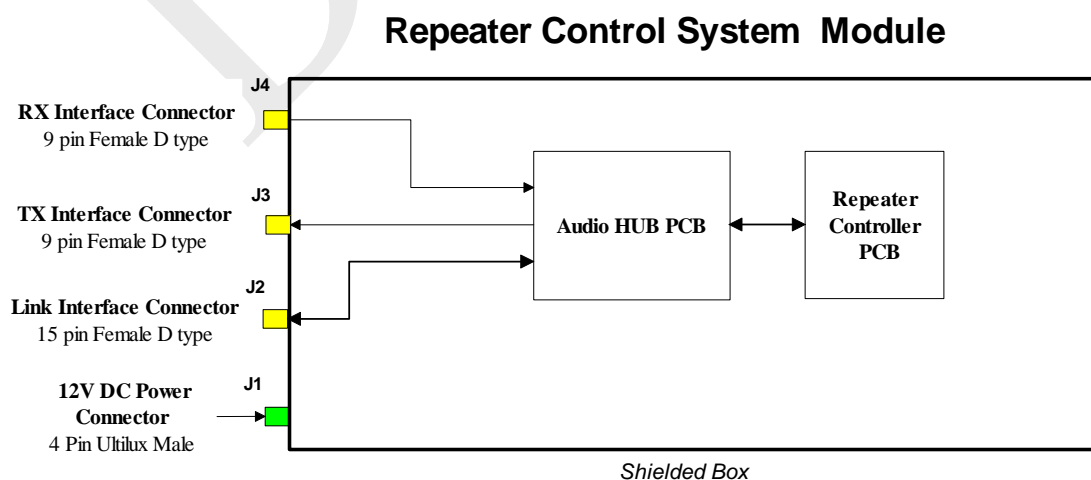 Repeater Control System Module
J4
RX Interface Connector
9 pin Female D type
J3
TX Interface Connector
9 pin Female D type
J2
Link Interface Connector
15 pin Female D type
J1
12V DC Power
Connector
4 Pin Ultilux Male
Audio HUB PCB
Repeater
Controller
PCB
Shielded Box